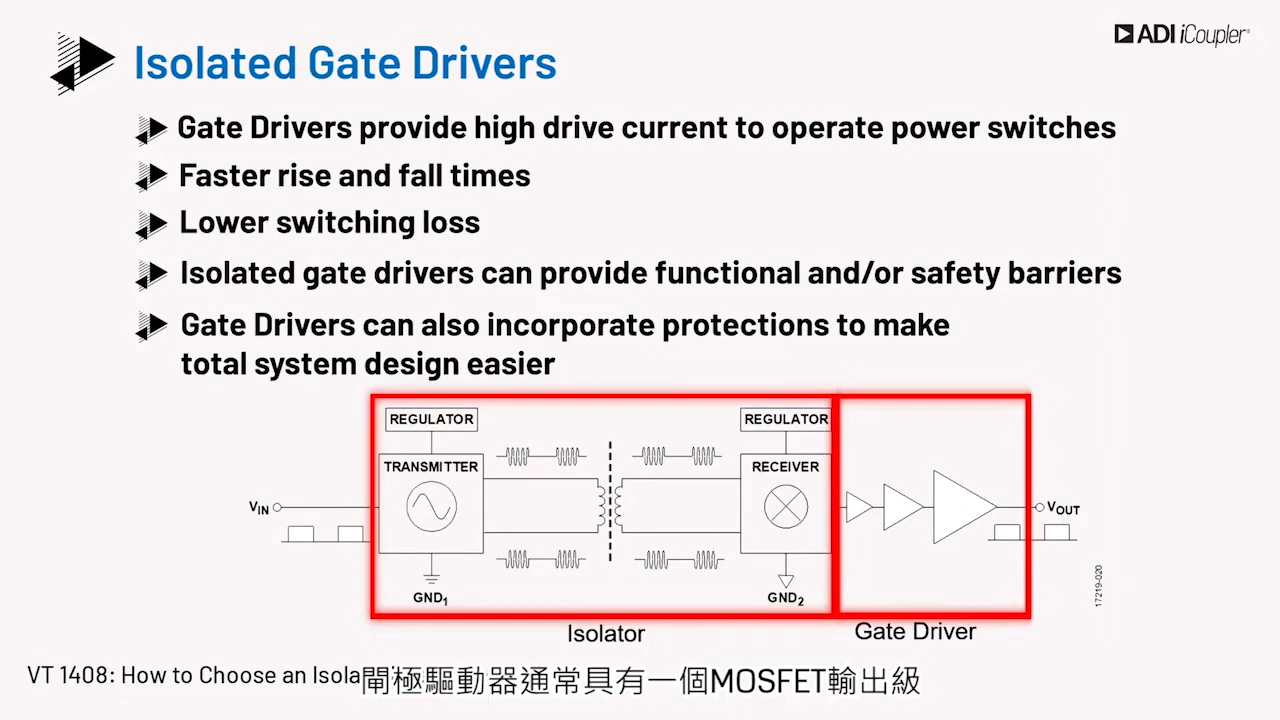 ADI iCoupler®
Isolated Gate Drivers
Gate Drivers provide high drive current to operate power switches
Faster rise and fall times
Lower switching loss
Isolated gate drivers can provide functional and/or safety barriers
Gate Drivers can also incorporate protections to make
total system design easier
REGULATOR
REGULATOR
TRANSMITTER
RECEIVER
VIN
VOUT
GND1
GND2
17219-020
Isolator
Gate Driver
VT 1408: How to Choose an Isola
閘極驅動器通常具有一個MOSFET輸出級